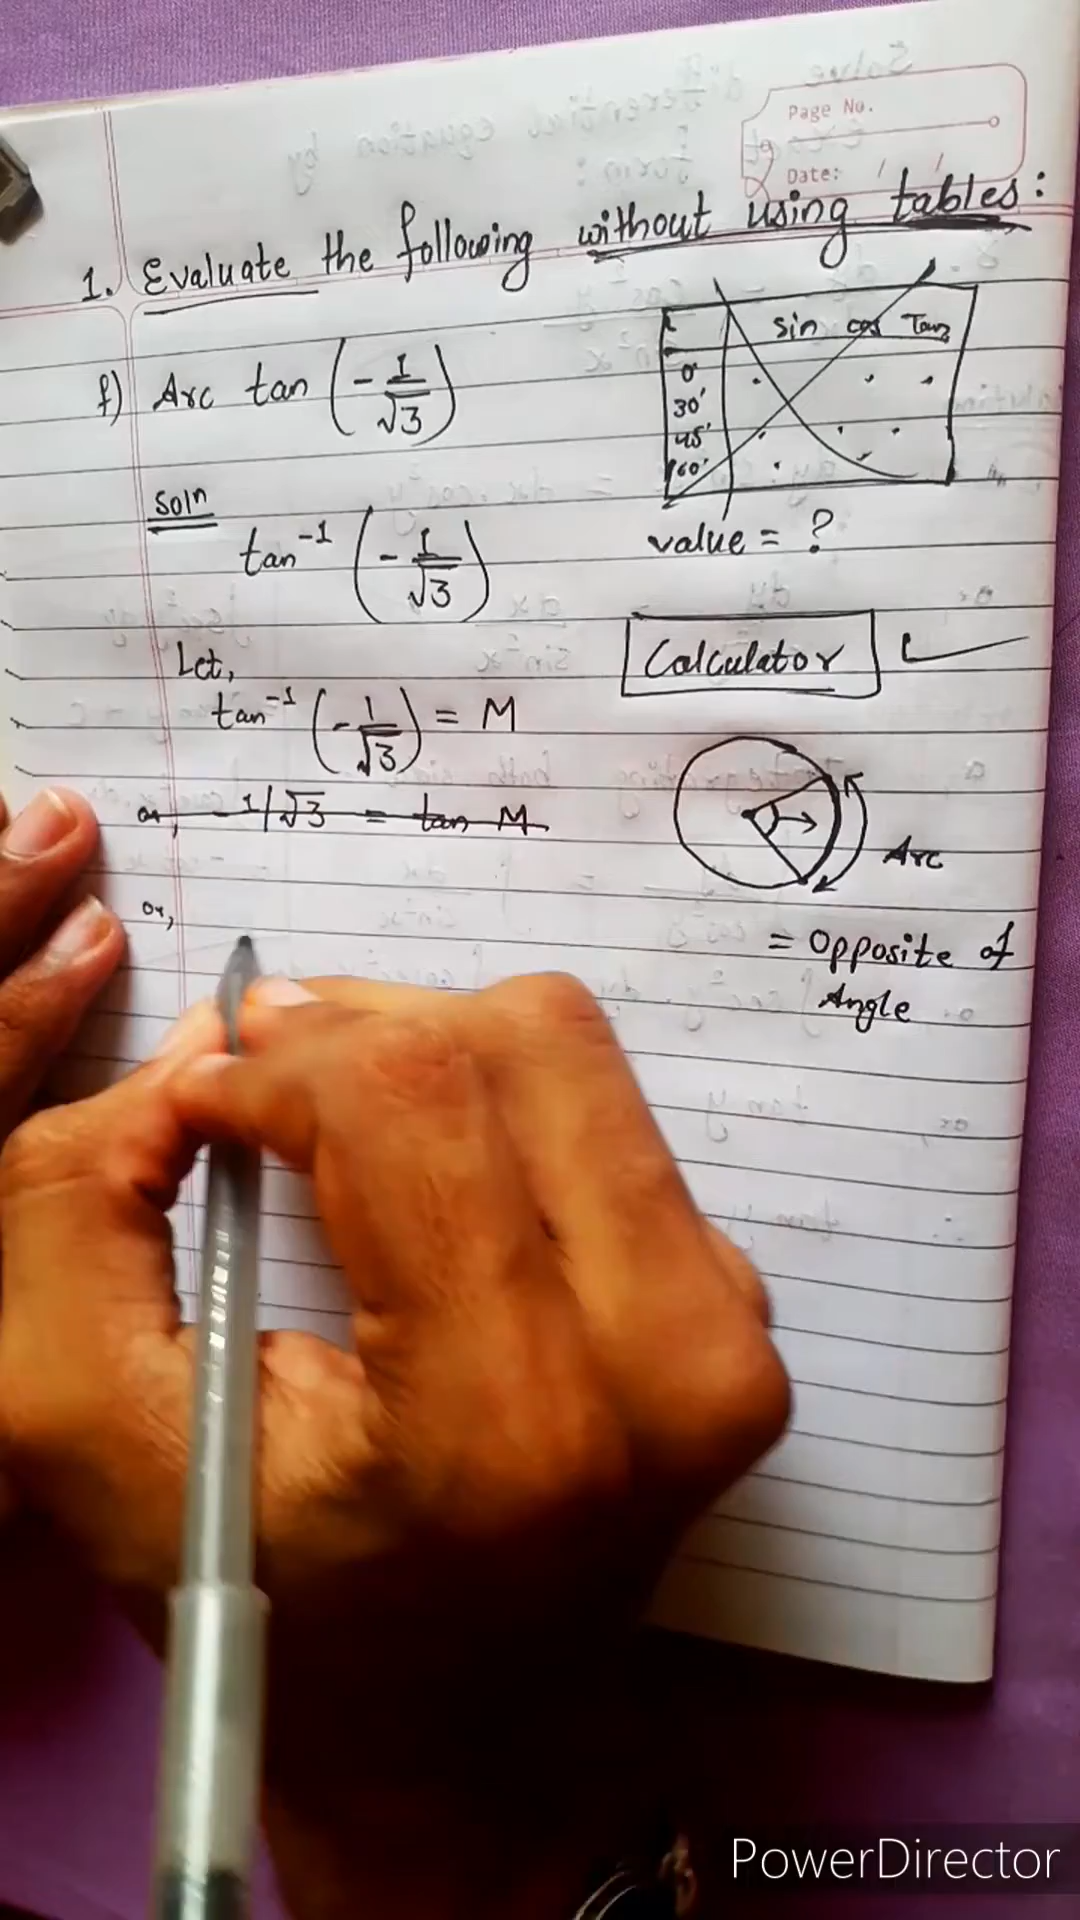 Page No.
Date: / /
1. Evaluate the following without using tables:
f) Arc tan (-1/√3)
sin cos Tan
0°
30°
45°
60°
Soln
tan⁻¹ (-1/√3)
value = ?
Let,
Calculator
tan⁻¹ (-1/√3) = M
or, -1/√3 = tan M
Arc
or,
= Opposite of
Angle
PowerDirector